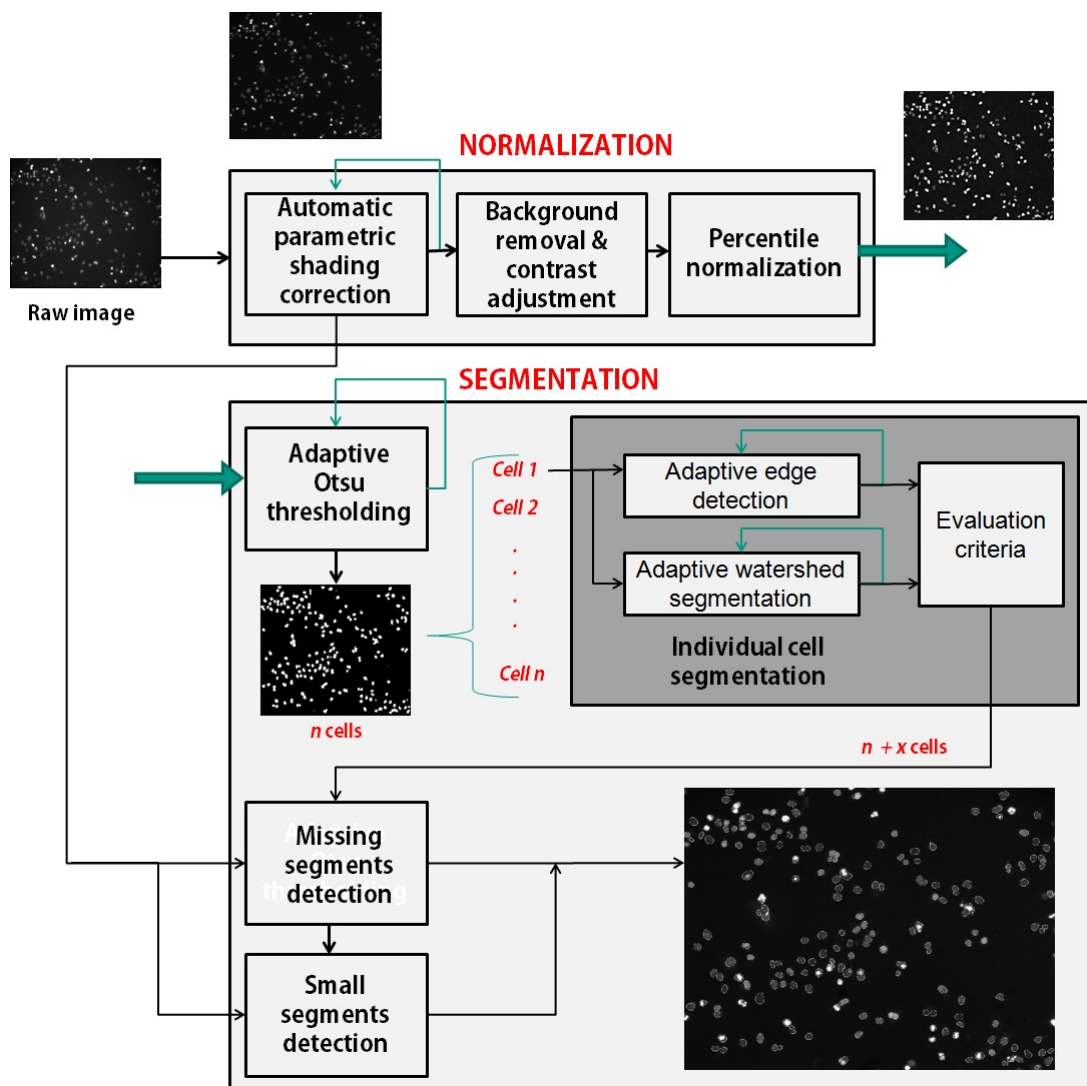 NORMALIZATION
Automatic
parametric
shading
correction
Background
removal &
contrast
adjustment
Percentile
normalization
Raw image
SEGMENTATION
Adaptive
Otsu
thresholding
Cell 1
Cell 2
.
.
.
.
Cell n
Adaptive edge
detection
Adaptive watershed
segmentation
Evaluation
criteria
Individual cell
segmentation
n cells
n + x cells
Missing
segments
detection
Small
segments
detection